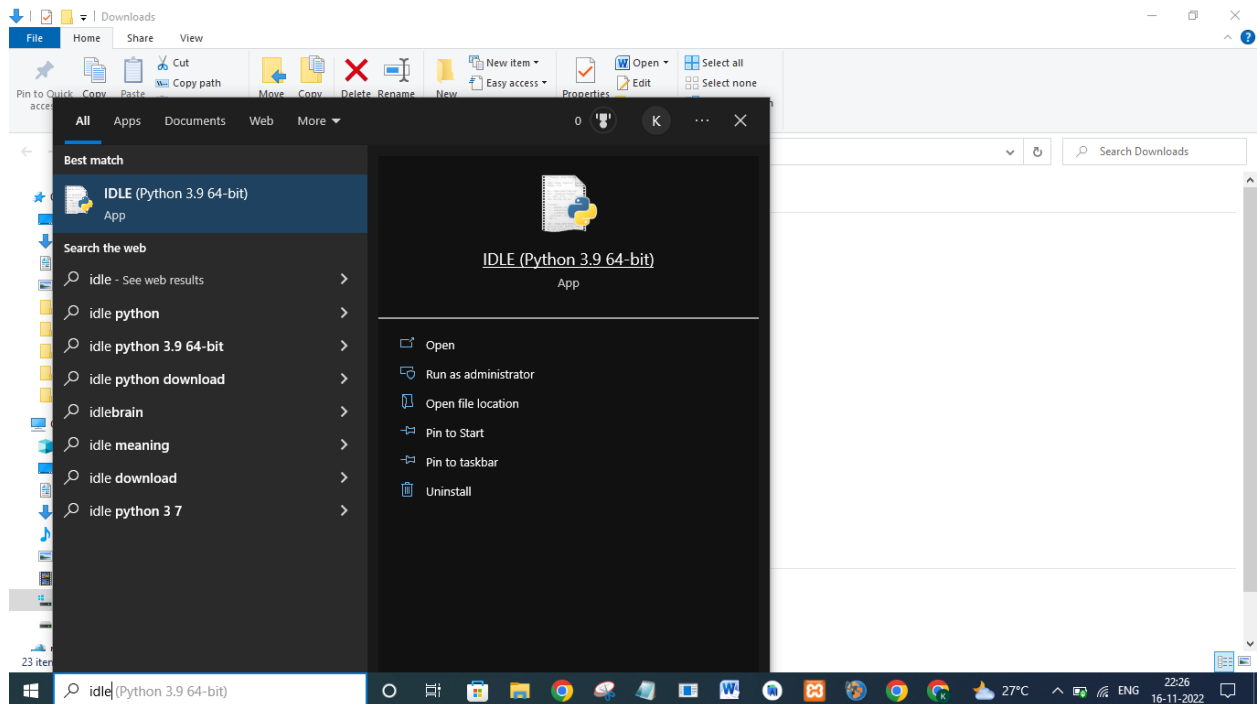 Downloads
File Home Share View
Pin to Quick
acces
Copy
Paste
Cut
Copy path
Move
Copy
Delete
Rename
New
New item
Easy access
Properties
Open
Edit
Select all
Select none
All Apps Documents Web More
0
K
Search Downloads
Best match
IDLE (Python 3.9 64-bit)
App
Search the web
idle - See web results
idle python
idle python 3.9 64-bit
idle python download
idlebrain
idle meaning
idle download
idle python 3 7
IDLE (Python 3.9 64-bit)
App
Open
Run as administrator
Open file location
Pin to Start
Pin to taskbar
Uninstall
23 iten
idle (Python 3.9 64-bit)
27°C
ENG
22:26
16-11-2022